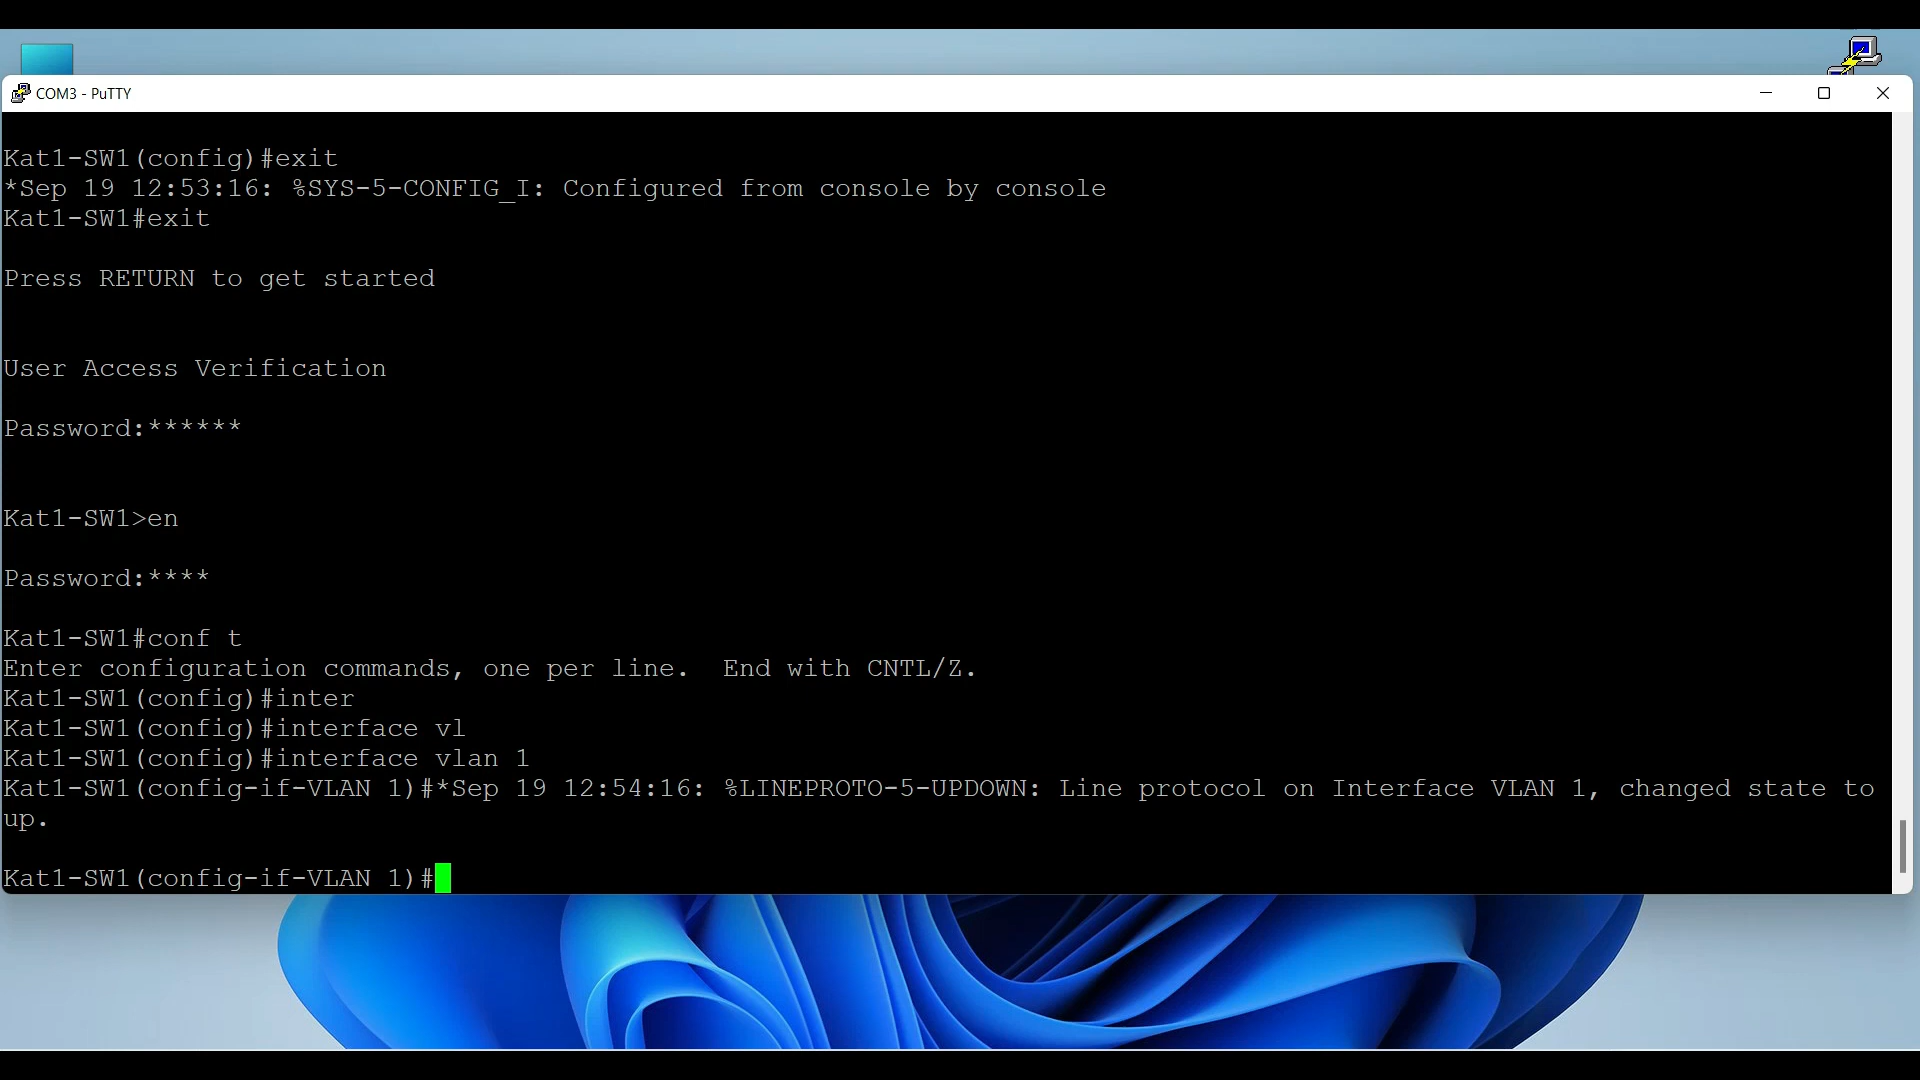 COM3 - PuTTY
Kat1-SW1(config)#exit
*Sep 19 12:53:16: %SYS-5-CONFIG_I: Configured from console by console
Kat1-SW1#exit
Press RETURN to get started
User Access Verification
Password:******
Kat1-SW1>en
Password:****
Kat1-SW1#conf t
Enter configuration commands, one per line.  End with CNTL/Z.
Kat1-SW1(config)#inter
Kat1-SW1(config)#interface vl
Kat1-SW1(config)#interface vlan 1
Kat1-SW1(config-if-VLAN 1)#*Sep 19 12:54:16: %LINEPROTO-5-UPDOWN: Line protocol on Interface VLAN 1, changed state to
up.
Kat1-SW1(config-if-VLAN 1)#